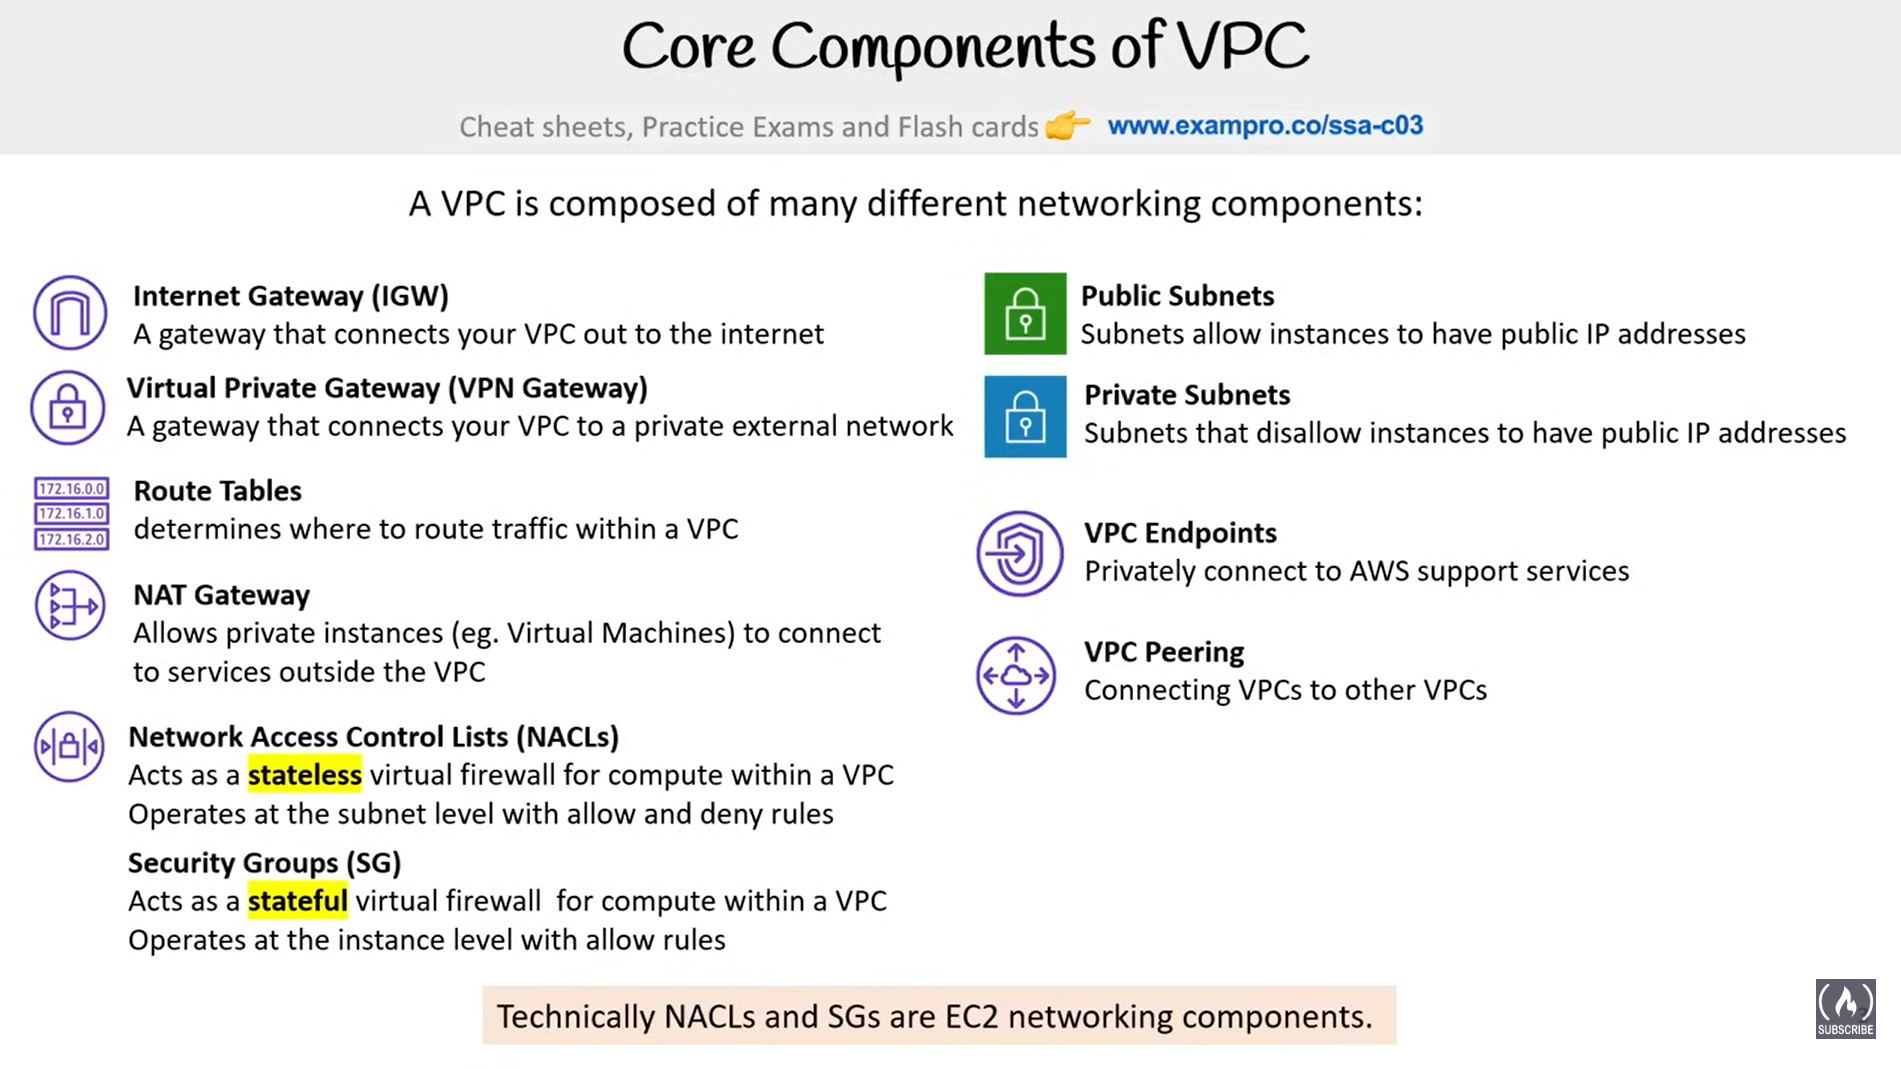 Core Components of VPC
Cheat sheets, Practice Exams and Flash cards www.exampro.co/ssa-c03
A VPC is composed of many different networking components:
Internet Gateway (IGW)
A gateway that connects your VPC out to the internet
Virtual Private Gateway (VPN Gateway)
A gateway that connects your VPC to a private external network
172.16.0.0
172.16.1.0
172.16.2.0
Route Tables
determines where to route traffic within a VPC
NAT Gateway
Allows private instances (eg. Virtual Machines) to connect
to services outside the VPC
Network Access Control Lists (NACLs)
Acts as a stateless virtual firewall for compute within a VPC
Operates at the subnet level with allow and deny rules
Security Groups (SG)
Acts as a stateful virtual firewall for compute within a VPC
Operates at the instance level with allow rules
Public Subnets
Subnets allow instances to have public IP addresses
Private Subnets
Subnets that disallow instances to have public IP addresses
VPC Endpoints
Privately connect to AWS support services
VPC Peering
Connecting VPCs to other VPCs
Technically NACLs and SGs are EC2 networking components.
SUBSCRIBE